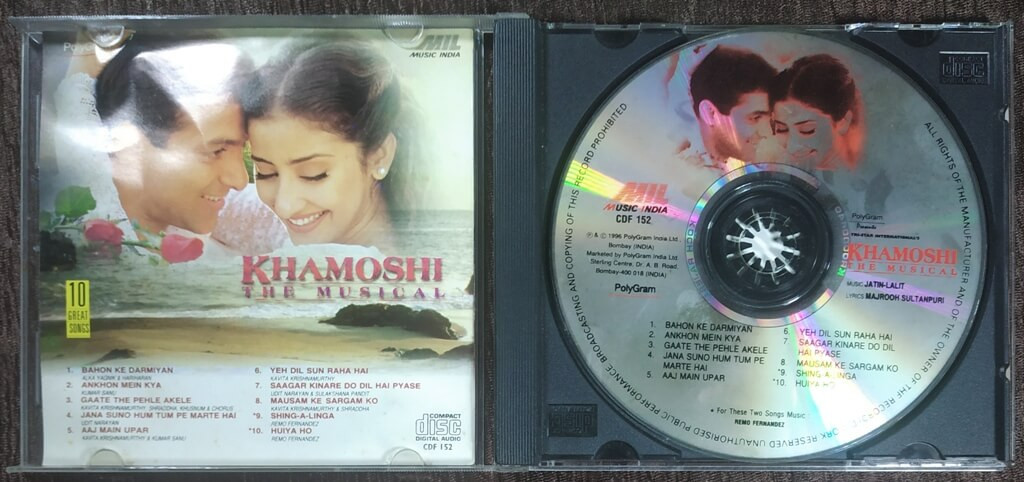 PolyGram
MIL
MUSIC INDIA
KHAMOSHI
THE MUSICAL
10
GREAT
SONGS
1. BAHON KE DARMIYAN
ALKA YAGNIK & HARIHARAN
2. ANKHON MEIN KYA
KUMAR SANU
3. GAATE THE PEHLE AKELE
KAVITA KRISHNAMURTHY, SHRADDHA, KHUSNUM & CHORUS
4. JANA SUNO HUM TUM PE MARTE HAI
UDIT NARAYAN
5. AAJ MAIN UPAR
KAVITA KRISHNAMURTHY & KUMAR SANU
6. YEH DIL SUN RAHA HAI
KAVITA KRISHNAMURTHY
7. SAAGAR KINARE DO DIL HAI PYASE
UDIT NARAYAN & SULAKSHANA PANDIT
8. MAUSAM KE SARGAM KO
KAVITA KRISHNAMURTHY & SHRADDHA
*9. SHING-A-LINGA
REMO FERNANDEZ
*10. HUIYA HO
REMO FERNANDEZ
COMPACT
disc
DIGITAL AUDIO
CDF 152
COMPACT
disc
ALL RIGHTS OF THE MANUFACTURER AND OF THE OWNER OF THE RECORDED
WORK RESERVED UNAUTHORISED PUBLIC PERFORMANCE BROADCASTING AND COPYING OF THIS RECORD PROHIBITED
MIL
MUSIC INDIA
CDF 152
℗ & © 1996 PolyGram India Ltd.
Bombay (INDIA)
Marketed by PolyGram India Ltd.
Sterling Centre, Dr. A. B. Road,
Bombay-400 018 (INDIA)
PolyGram
PolyGram
Presents
TRI-STAR INTERNATIONAL'S
KHAMOSHI
THE MUSICAL
MUSIC JATIN-LALIT
LYRICS MAJROOH SULTANPURI
1. BAHON KE DARMIYAN
2. ANKHON MEIN KYA
3. GAATE THE PEHLE AKELE
4. JANA SUNO HUM TUM PE
MARTE HAI
5. AAJ MAIN UPAR
6. YEH DIL SUN RAHA HAI
7. SAAGAR KINARE DO DIL
HAI PYASE
8. MAUSAM KE SARGAM KO
*9. SHING-A-LINGA
*10. HUIYA HO
* For These Two Songs Music
REMO FERNANDEZ